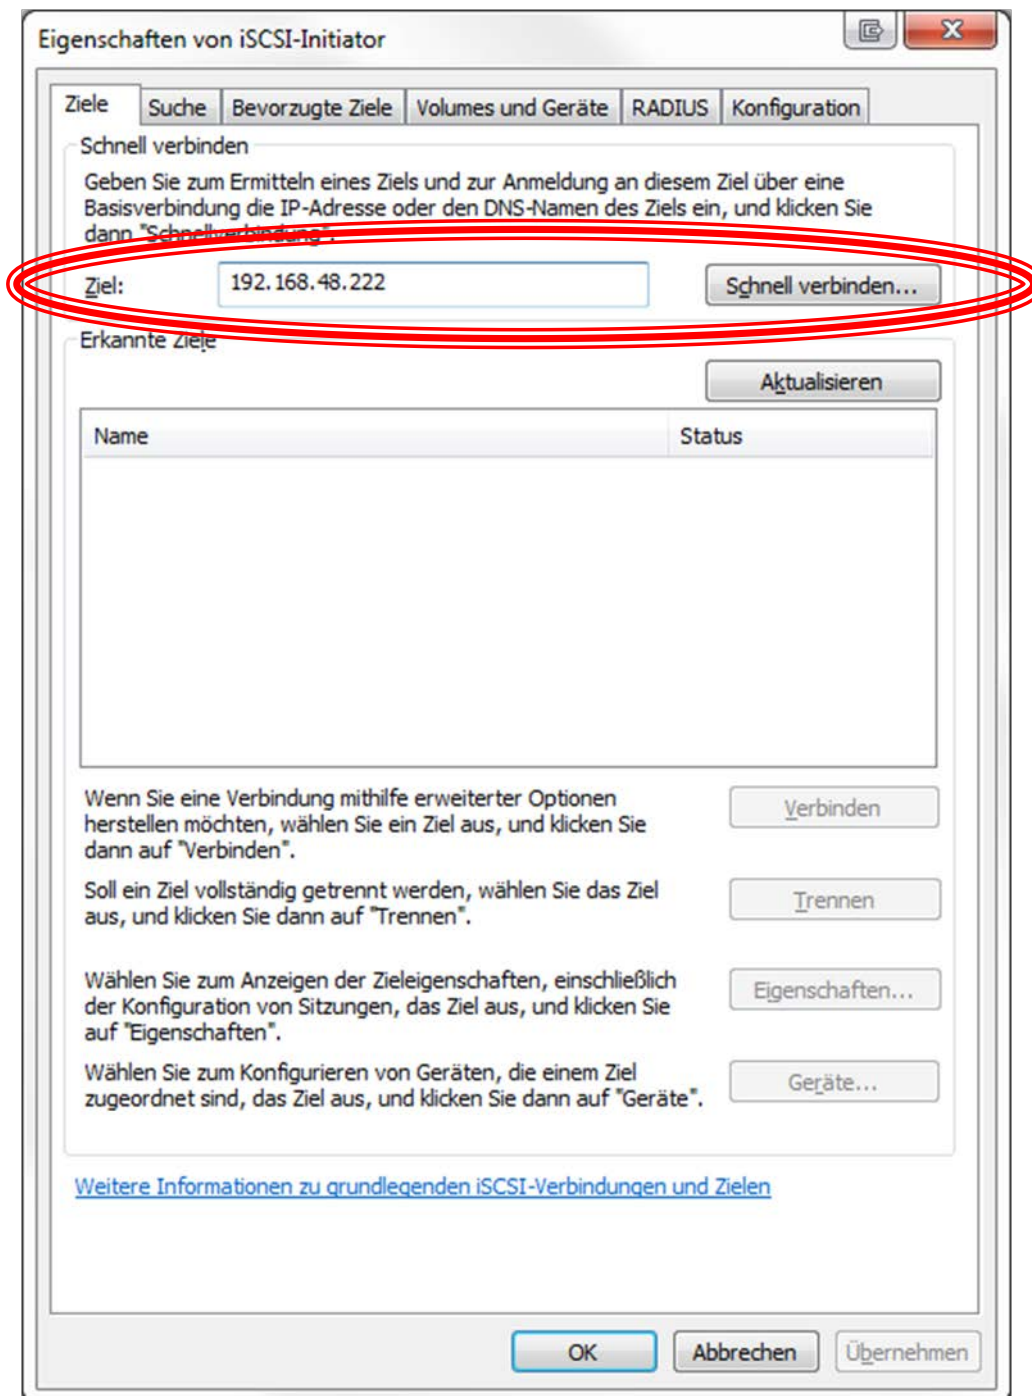 Eigenschaften von iSCSI-Initiator
Ziele Suche Bevorzugte Ziele Volumes und Geräte RADIUS Konfiguration
Schnell verbinden
Geben Sie zum Ermitteln eines Ziels und zur Anmeldung an diesem Ziel über eine
Basisverbindung die IP-Adresse oder den DNS-Namen des Ziels ein, und klicken Sie
dann "Schnellverbindung".
Ziel: 192.168.48.222 Schnell verbinden...
Erkannte Ziele
Aktualisieren
Name Status
Wenn Sie eine Verbindung mithilfe erweiterter Optionen
herstellen möchten, wählen Sie ein Ziel aus, und klicken Sie
dann auf "Verbinden".
Verbinden
Soll ein Ziel vollständig getrennt werden, wählen Sie das Ziel
aus, und klicken Sie dann auf "Trennen".
Trennen
Wählen Sie zum Anzeigen der Zieleigenschaften, einschließlich
der Konfiguration von Sitzungen, das Ziel aus, und klicken Sie
auf "Eigenschaften".
Eigenschaften...
Wählen Sie zum Konfigurieren von Geräten, die einem Ziel
zugeordnet sind, das Ziel aus, und klicken Sie dann auf "Geräte".
Geräte...
Weitere Informationen zu grundlegenden iSCSI-Verbindungen und Zielen
OK Abbrechen Übernehmen